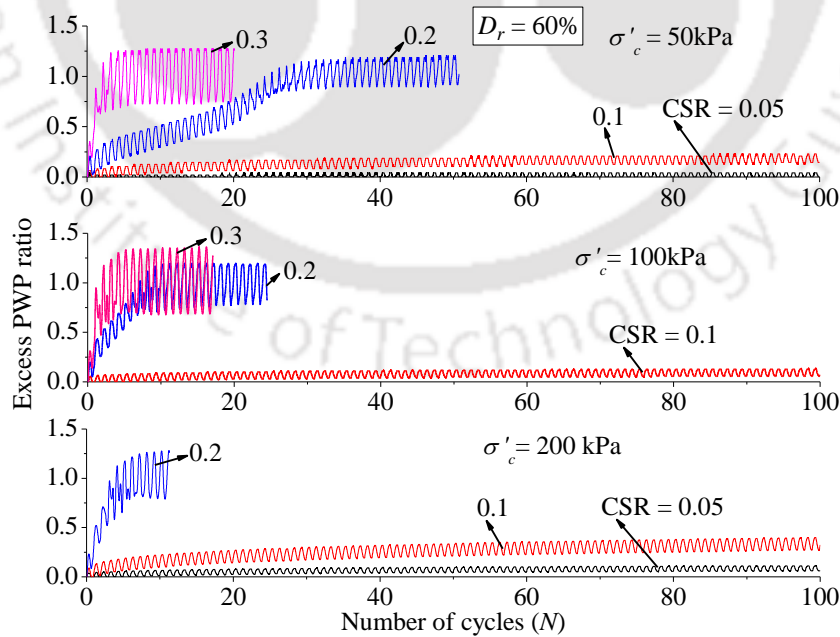 D_r = 60%
σ'_c = 50kPa
0.3
0.2
0.1
CSR = 0.05
1.5
1.0
0.5
0.0
0 20 40 60 80 100
σ'_c = 100kPa
0.3
0.2
CSR = 0.1
1.5
1.0
0.5
0.0
0 20 40 60 80 100
Excess PWP ratio
σ'_c = 200 kPa
0.2
0.1
CSR = 0.05
1.5
1.0
0.5
0.0
0 20 40 60 80 100
Number of cycles (N)
of Technology